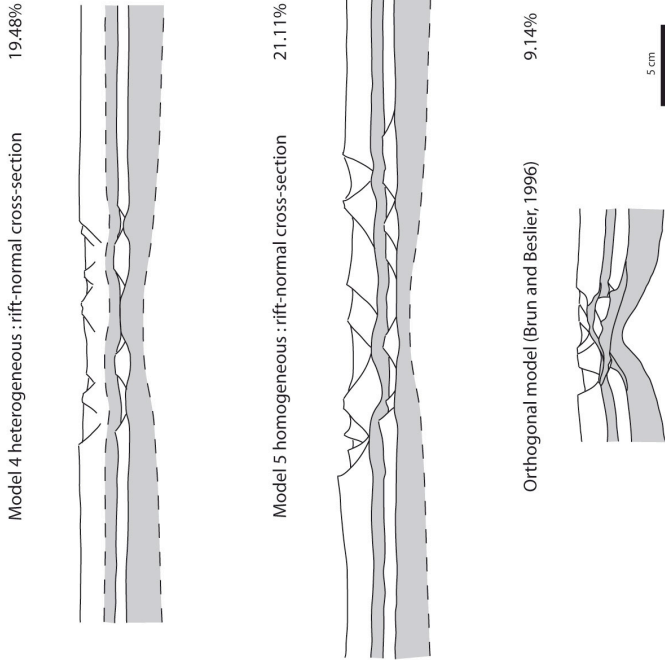 Model 4 heterogeneous : rift-normal cross-section 19.48%
Model 5 homogeneous : rift-normal cross-section 21.11%
Orthogonal model (Brun and Beslier, 1996) 9.14%
5 cm